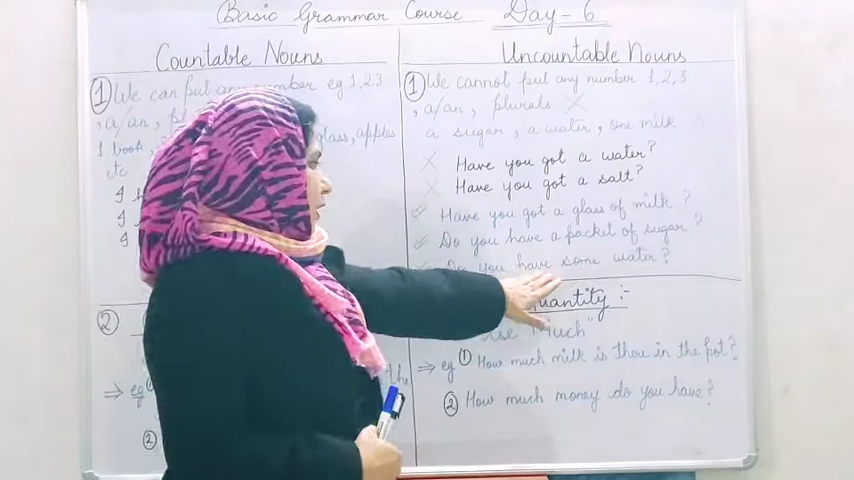 Basic Grammar Course Day-6
Countable Nouns
① We can put any number eg 1,2,3
, a/an,
1 book, glass, apples
etc
I
I
I
②
⇒ eg
the
②
Uncountable Nouns
① We cannot put any number 1,2,3
, a/an, plurals ×
a sugar, a water, one milk
× Have you got a water?
× Have you got a salt?
✓ Have you got a glass of milk?
✓ Do you have a packet of sugar?
Do you have some water?
Quantity :-
Use "Much"
⇒ eg ① How much milk is there in the pot?
② How much money do you have?